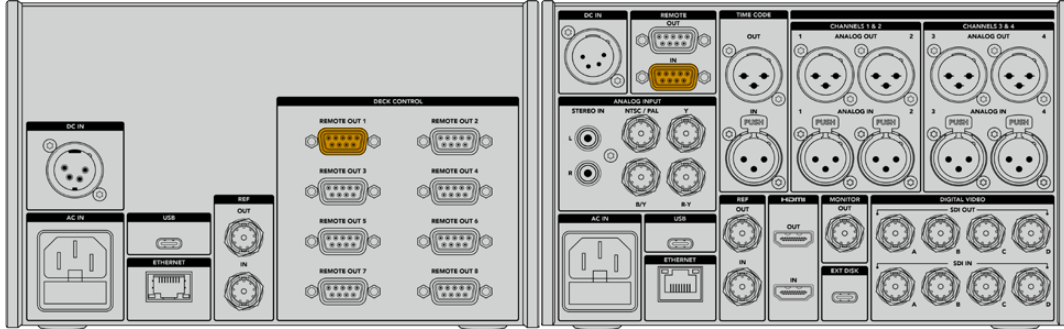 DECK CONTROL
REMOTE OUT 1
REMOTE OUT 2
DC IN
REMOTE OUT 3
REMOTE OUT 4
REF
AC IN
USB
OUT
REMOTE OUT 5
REMOTE OUT 6
ETHERNET
IN
REMOTE OUT 7
REMOTE OUT 8
DC IN
REMOTE
OUT
IN
TIME CODE
OUT
IN
PUSH
CHANNELS 1 & 2
1 ANALOG OUT 2
1 ANALOG IN 2
PUSH PUSH
CHANNELS 3 & 4
3 ANALOG OUT 4
3 ANALOG IN 4
PUSH PUSH
ANALOG INPUT
STEREO IN NTSC / PAL Y
L
R
B/Y B-Y
AC IN
USB
ETHERNET
REF
OUT
IN
HDMI
OUT
IN
MONITOR
OUT
EXT DISK
DIGITAL VIDEO
SDI OUT
A B C D
SDI IN
A B C D